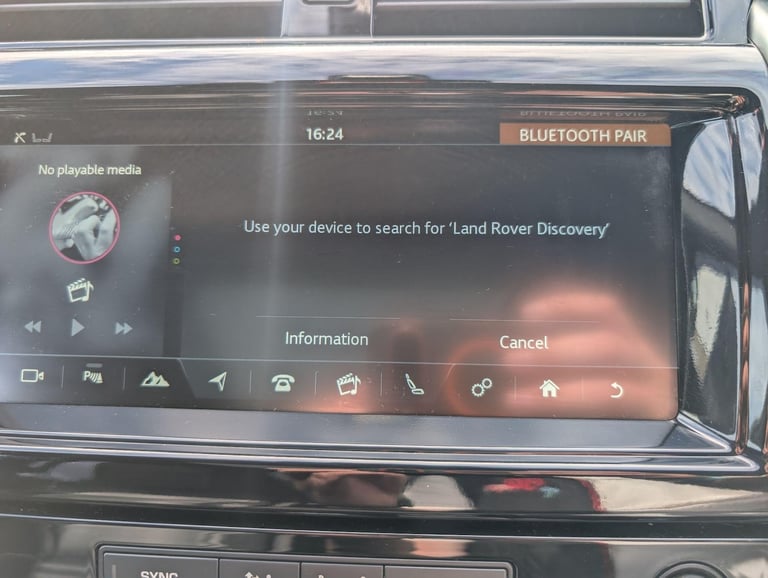 16:24
BLUETOOTH PAIR
No playable media
Use your device to search for ‘Land Rover Discovery’
Information
Cancel
P
SYNC